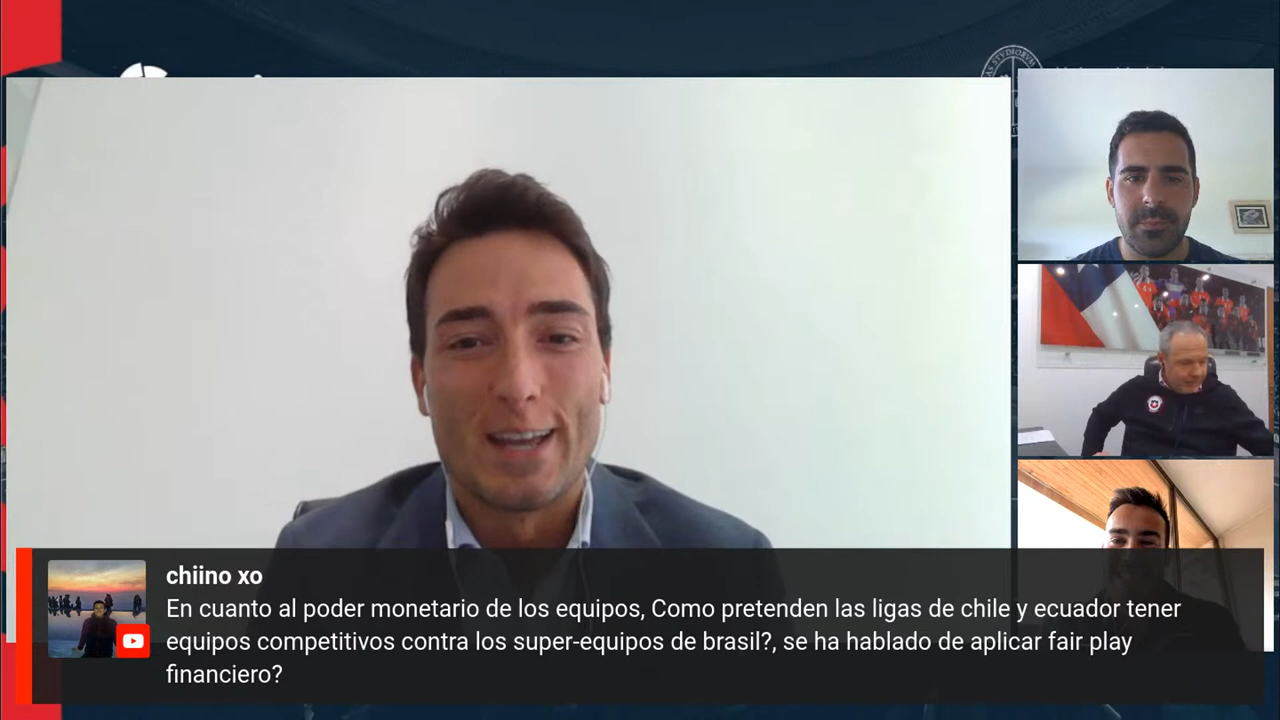 chiino xo
En cuanto al poder monetario de los equipos, Como pretenden las ligas de chile y ecuador tener
equipos competitivos contra los super-equipos de brasil?, se ha hablado de aplicar fair play
financiero?